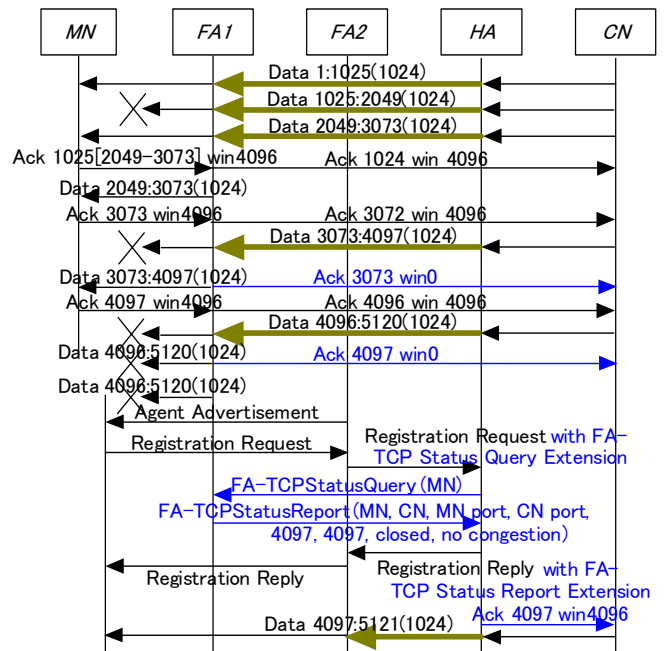 MN FA1 FA2 HA CN
Data 1:1025(1024)
Data 1025:2049(1024)
Data 2049:3073(1024)
Ack 1025[2049-3073] win4096 Ack 1024 win 4096
Data 2049:3073(1024)
Ack 3073 win4096 Ack 3072 win 4096
Data 3073:4097(1024)
Data 3073:4097(1024) Ack 3073 win0
Ack 4097 win4096 Ack 4096 win 4096
Data 4096:5120(1024)
Data 4096:5120(1024) Ack 4097 win0
Data 4096:5120(1024)
Agent Advertisement
Registration Request
Registration Request with FA-
TCP Status Query Extension
FA-TCPStatusQuery(MN)
FA-TCPStatusReport(MN, CN, MN port, CN port,
4097, 4097, closed, no congestion)
Registration Reply
Registration Reply with FA-
TCP Status Report Extension
Ack 4097 win4096
Data 4097:5121(1024)